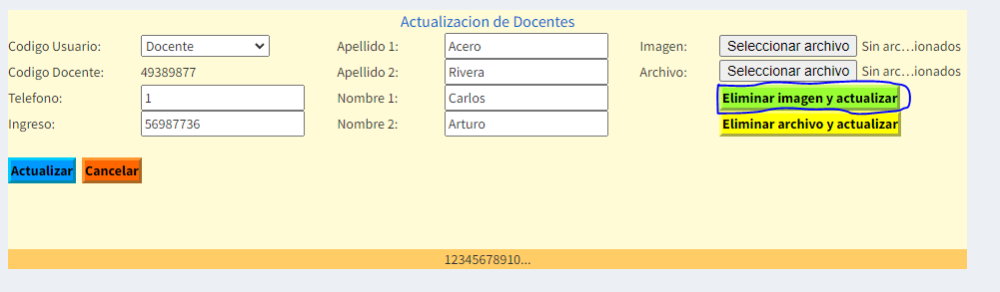 Actualizacion de Docentes
Codigo Usuario: Docente Apellido 1: Acero Imagen: Seleccionar archivo Sin arc…ionados
Codigo Docente: 49389877 Apellido 2: Rivera Archivo: Seleccionar archivo Sin arc…ionados
Telefono: 1 Nombre 1: Carlos Eliminar imagen y actualizar
Ingreso: 56987736 Nombre 2: Arturo Eliminar archivo y actualizar
Actualizar Cancelar
12345678910...